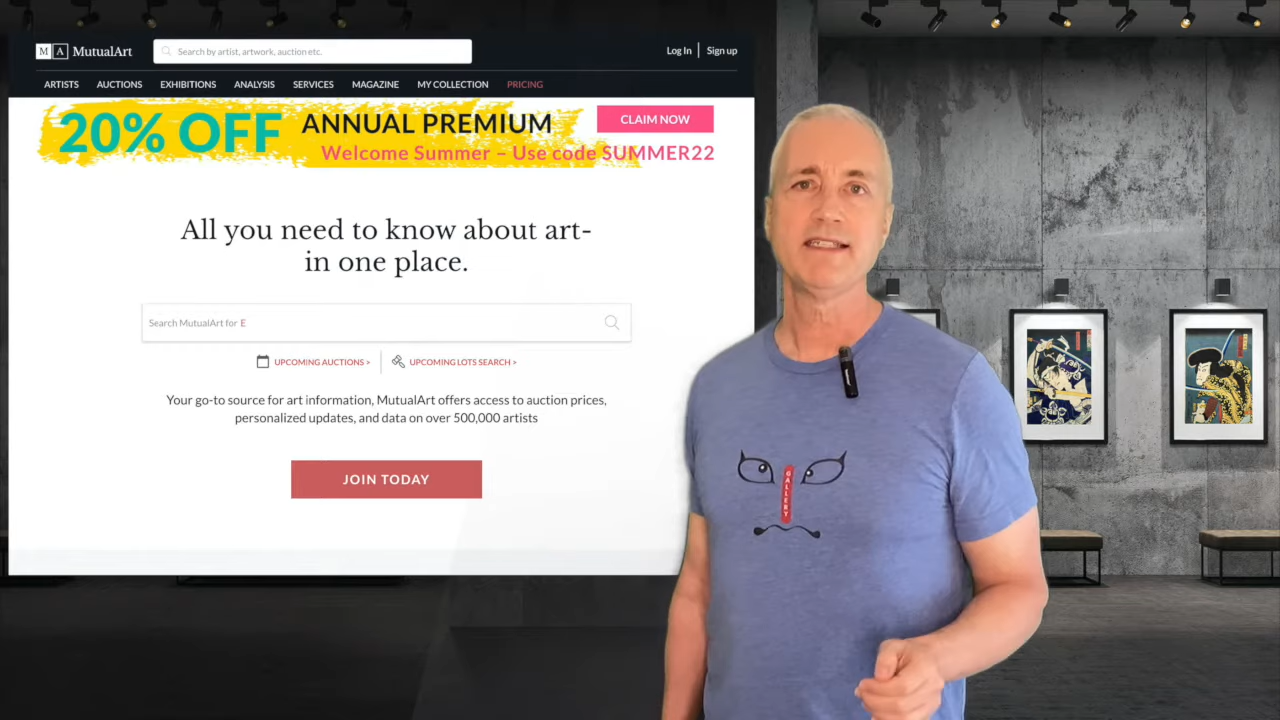 M A MutualArt
Search by artist, artwork, auction etc.
Log In | Sign up
ARTISTS AUCTIONS EXHIBITIONS ANALYSIS SERVICES MAGAZINE MY COLLECTION PRICING
20% OFF ANNUAL PREMIUM
CLAIM NOW
Welcome Summer – Use code SUMMER22
All you need to know about art-
in one place.
Search MutualArt for E
UPCOMING AUCTIONS > | UPCOMING LOTS SEARCH >
Your go-to source for art information, MutualArt offers access to auction prices,
personalized updates, and data on over 500,000 artists
JOIN TODAY
GALLERY